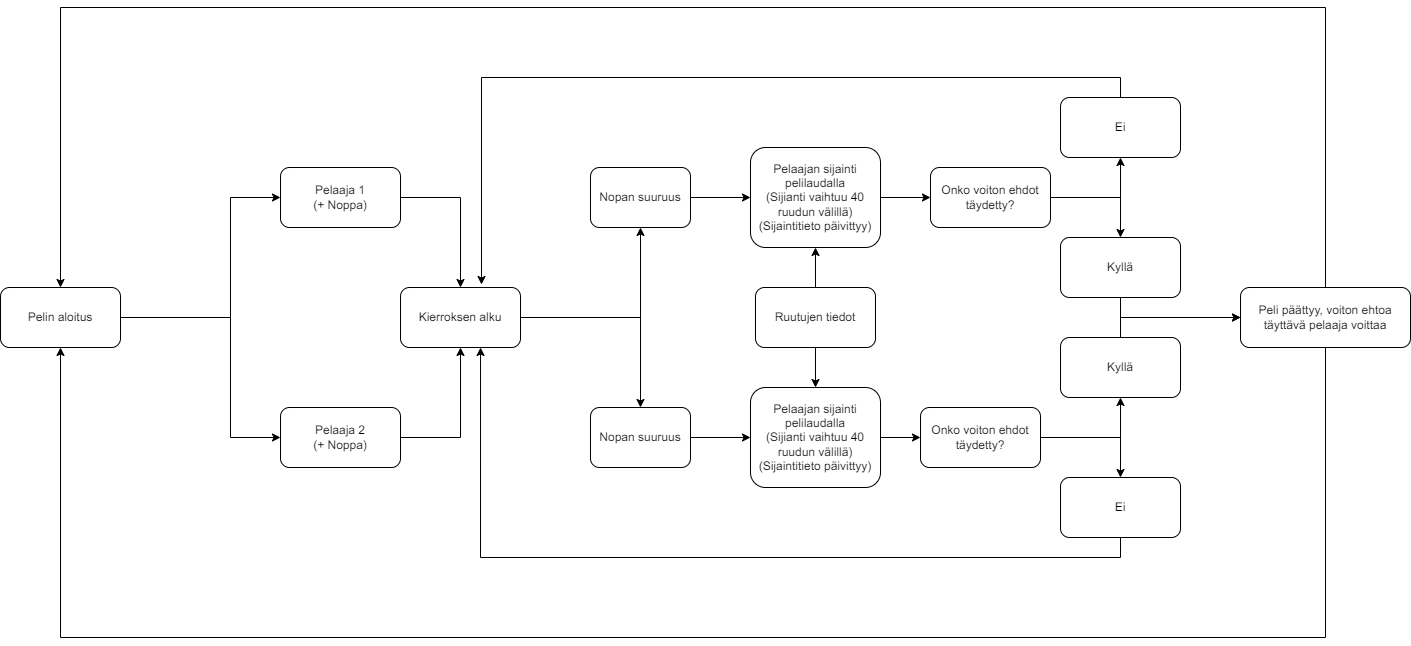 Ei
Pelaaja 1
(+ Noppa)
Nopan suuruus
Pelaajan sijainti
pelilaudalla
(Sijianti vaihtuu 40
ruudun välillä)
(Sijaintitieto päivittyy)
Onko voiton ehdot
täydetty?
Kyllä
Pelin aloitus
Kierroksen alku
Ruutujen tiedot
Peli päättyy, voiton ehtoa
täyttävä pelaaja voittaa
Kyllä
Pelaaja 2
(+ Noppa)
Nopan suuruus
Pelaajan sijainti
pelilaudalla
(Sijianti vaihtuu 40
ruudun välillä)
(Sijaintitieto päivittyy)
Onko voiton ehdot
täydetty?
Ei